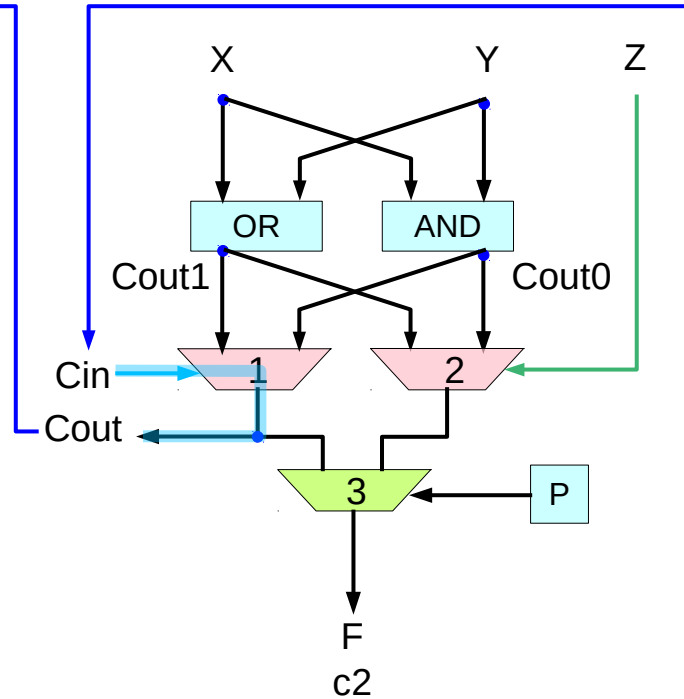 X Y Z
OR AND
Cout1 Cout0
Cin 1 2
Cout
3 P
F
c2